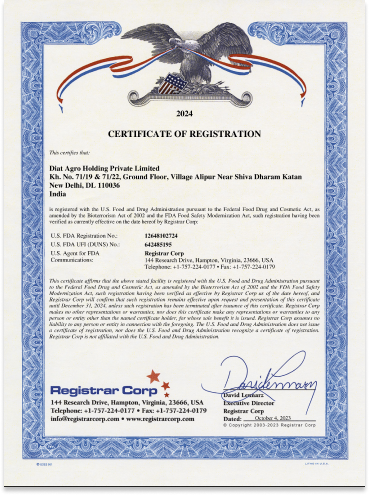 2024
CERTIFICATE OF REGISTRATION
This certifies that:
Diat Agro Holding Private Limited
Kh. No. 71/19 & 71/22, Ground Floor, Village Alipur Near Shiva Dharam Katan
New Delhi, DL 110036
India
is registered with the U.S. Food and Drug Administration pursuant to the Federal Food Drug and Cosmetic Act, as
amended by the Bioterrorism Act of 2002 and the FDA Food Safety Modernization Act, such registration having been
verified as currently effective on the date hereof by Registrar Corp:
U.S. FDA Registration No.: 12648102724
U.S. FDA UFI (DUNS) No.: 642485195
U.S. Agent for FDA Registrar Corp
Communications: 144 Research Drive, Hampton, Virginia, 23666, USA
Telephone: +1-757-224-0177 • Fax: +1-757-224-0179
This certificate affirms that the above stated facility is registered with the U.S. Food and Drug Administration pursuant
to the Federal Food Drug and Cosmetic Act, as amended by the Bioterrorism Act of 2002 and the FDA Food Safety
Modernization Act, such registration having been verified as effective by Registrar Corp as of the date hereof, and
Registrar Corp will confirm that such registration remains effective upon request and presentation of this certificate
until December 31, 2024, unless such registration has been terminated after issuance of this certificate. Registrar Corp
makes no other representations or warranties, nor does this certificate make any representations or warranties to any
person or entity other than the named certificate holder, for whose sole benefit it is issued. Registrar Corp assumes no
liability to any person or entity in connection with the foregoing. The U.S. Food and Drug Administration does not issue
a certificate of registration, nor does the U.S. Food and Drug Administration recognize a certificate of registration.
Registrar Corp is not affiliated with the U.S. Food and Drug Administration.
Registrar Corp
144 Research Drive, Hampton, Virginia, 23666, USA
Telephone: +1-757-224-0177 • Fax: +1-757-224-0179
info@registrarcorp.com • www.registrarcorp.com
David Lennarz
Executive Director
Registrar Corp
Dated: October 4, 2023
© Copyright 2003-2023 Registrar Corp